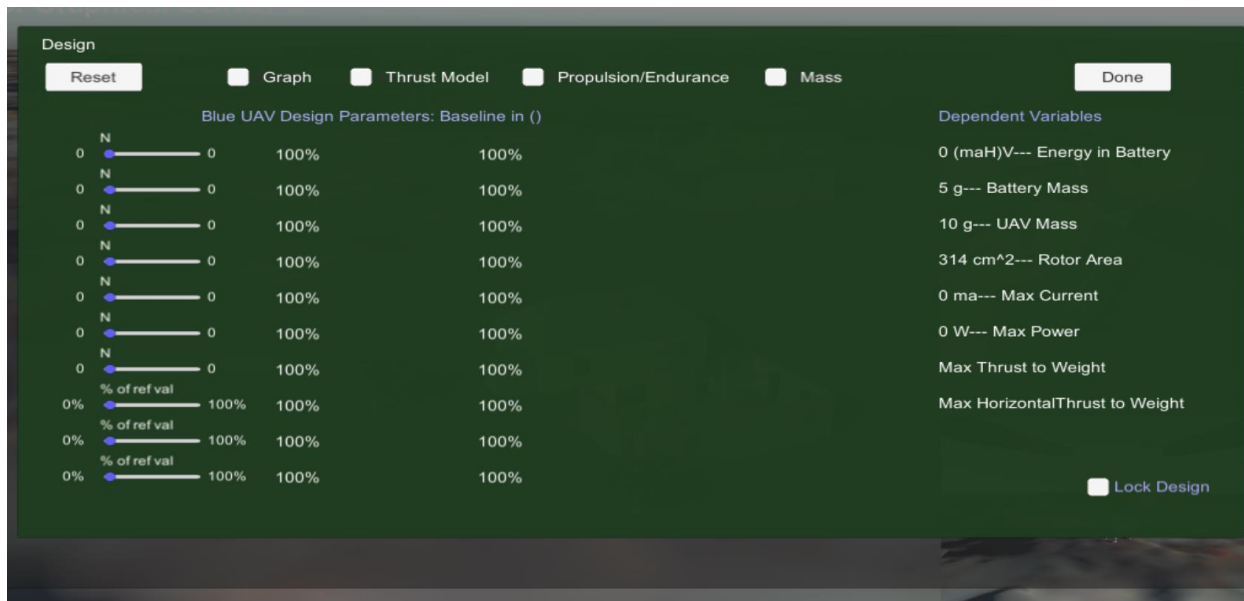 Design
Reset Graph Thrust Model Propulsion/Endurance Mass Done
Blue UAV Design Parameters: Baseline in () Dependent Variables
N
0 0 100% 100% 0 (maH)V--- Energy in Battery
N
0 0 100% 100% 5 g--- Battery Mass
N
0 0 100% 100% 10 g--- UAV Mass
N
0 0 100% 100% 314 cm^2--- Rotor Area
N
0 0 100% 100% 0 ma--- Max Current
N
0 0 100% 100% 0 W--- Max Power
N
0 0 100% 100% Max Thrust to Weight
% of ref val
0% 100% 100% 100% Max HorizontalThrust to Weight
% of ref val
0% 100% 100% 100%
% of ref val
0% 100% 100% 100%
Lock Design